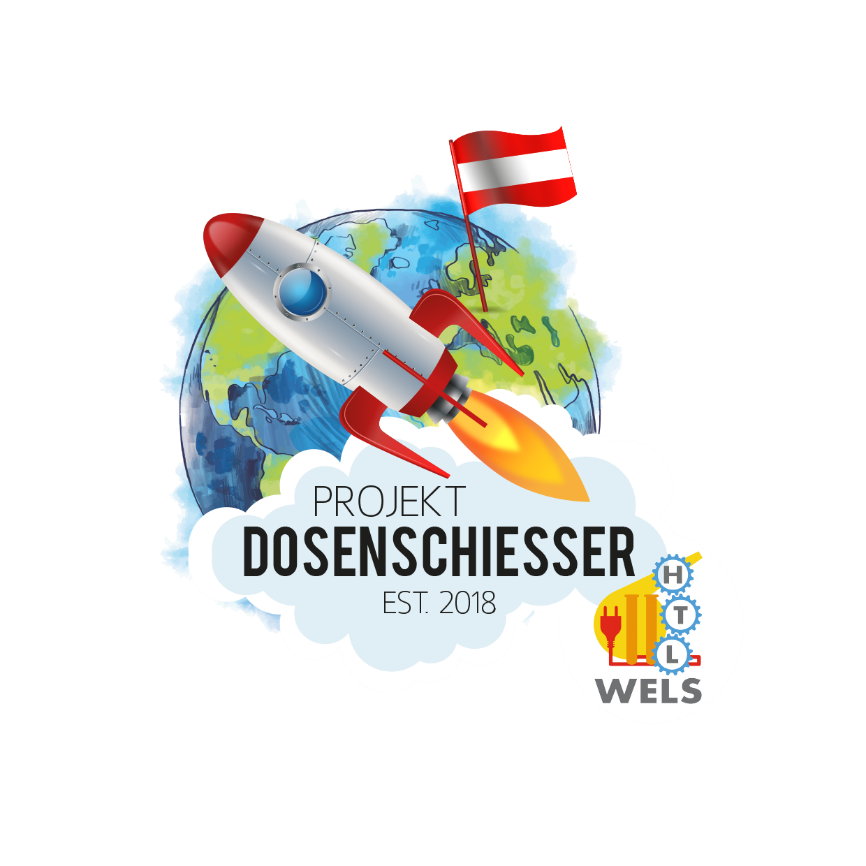 PROJEKT
DOSENSCHIESSER
EST. 2018
H
T
L
WELS